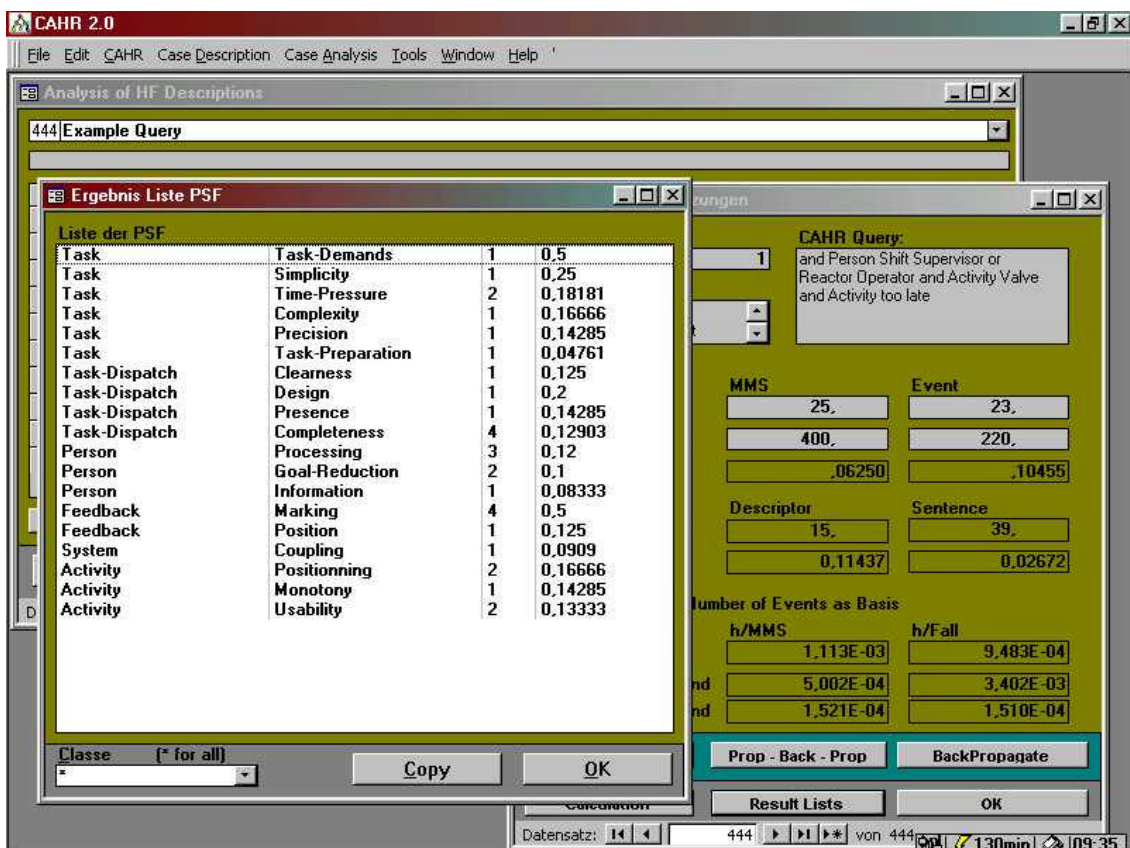 CAHR 2.0
File Edit CAHR Case Description Case Analysis Tools Window Help '
Analysis of HF Descriptions
444 Example Query
Ergebnis Liste PSF
Liste der PSF
Task Task-Demands 1 0,5
Task Simplicity 1 0,25
Task Time-Pressure 2 0,18181
Task Complexity 1 0,16666
Task Precision 1 0,14285
Task Task-Preparation 1 0,04761
Task-Dispatch Clearness 1 0,125
Task-Dispatch Design 1 0,2
Task-Dispatch Presence 1 0,14285
Task-Dispatch Completeness 4 0,12903
Person Processing 3 0,12
Person Goal-Reduction 2 0,1
Person Information 1 0,08333
Feedback Marking 4 0,5
Feedback Position 1 0,125
System Coupling 1 0,0909
Activity Positionning 2 0,16666
Activity Monotony 1 0,14285
Activity Usability 2 0,13333
Classe (* for all)
*
Copy OK
zungen
1
CAHR Query:
and Person Shift Supervisor or
Reactor Operator and Activity Valve
and Activity too late
MMS Event
25, 23,
400, 220,
,06250 ,10455
Descriptor Sentence
15, 39,
0,11437 0,02672
Number of Events as Basis
h/MMS h/Fall
1,113E-03 9,483E-04
nd 5,002E-04 3,402E-03
nd 1,521E-04 1,510E-04
Prop - Back - Prop BackPropagate
Calculation Result Lists OK
Datensatz: 444 von 444
130min 09:35